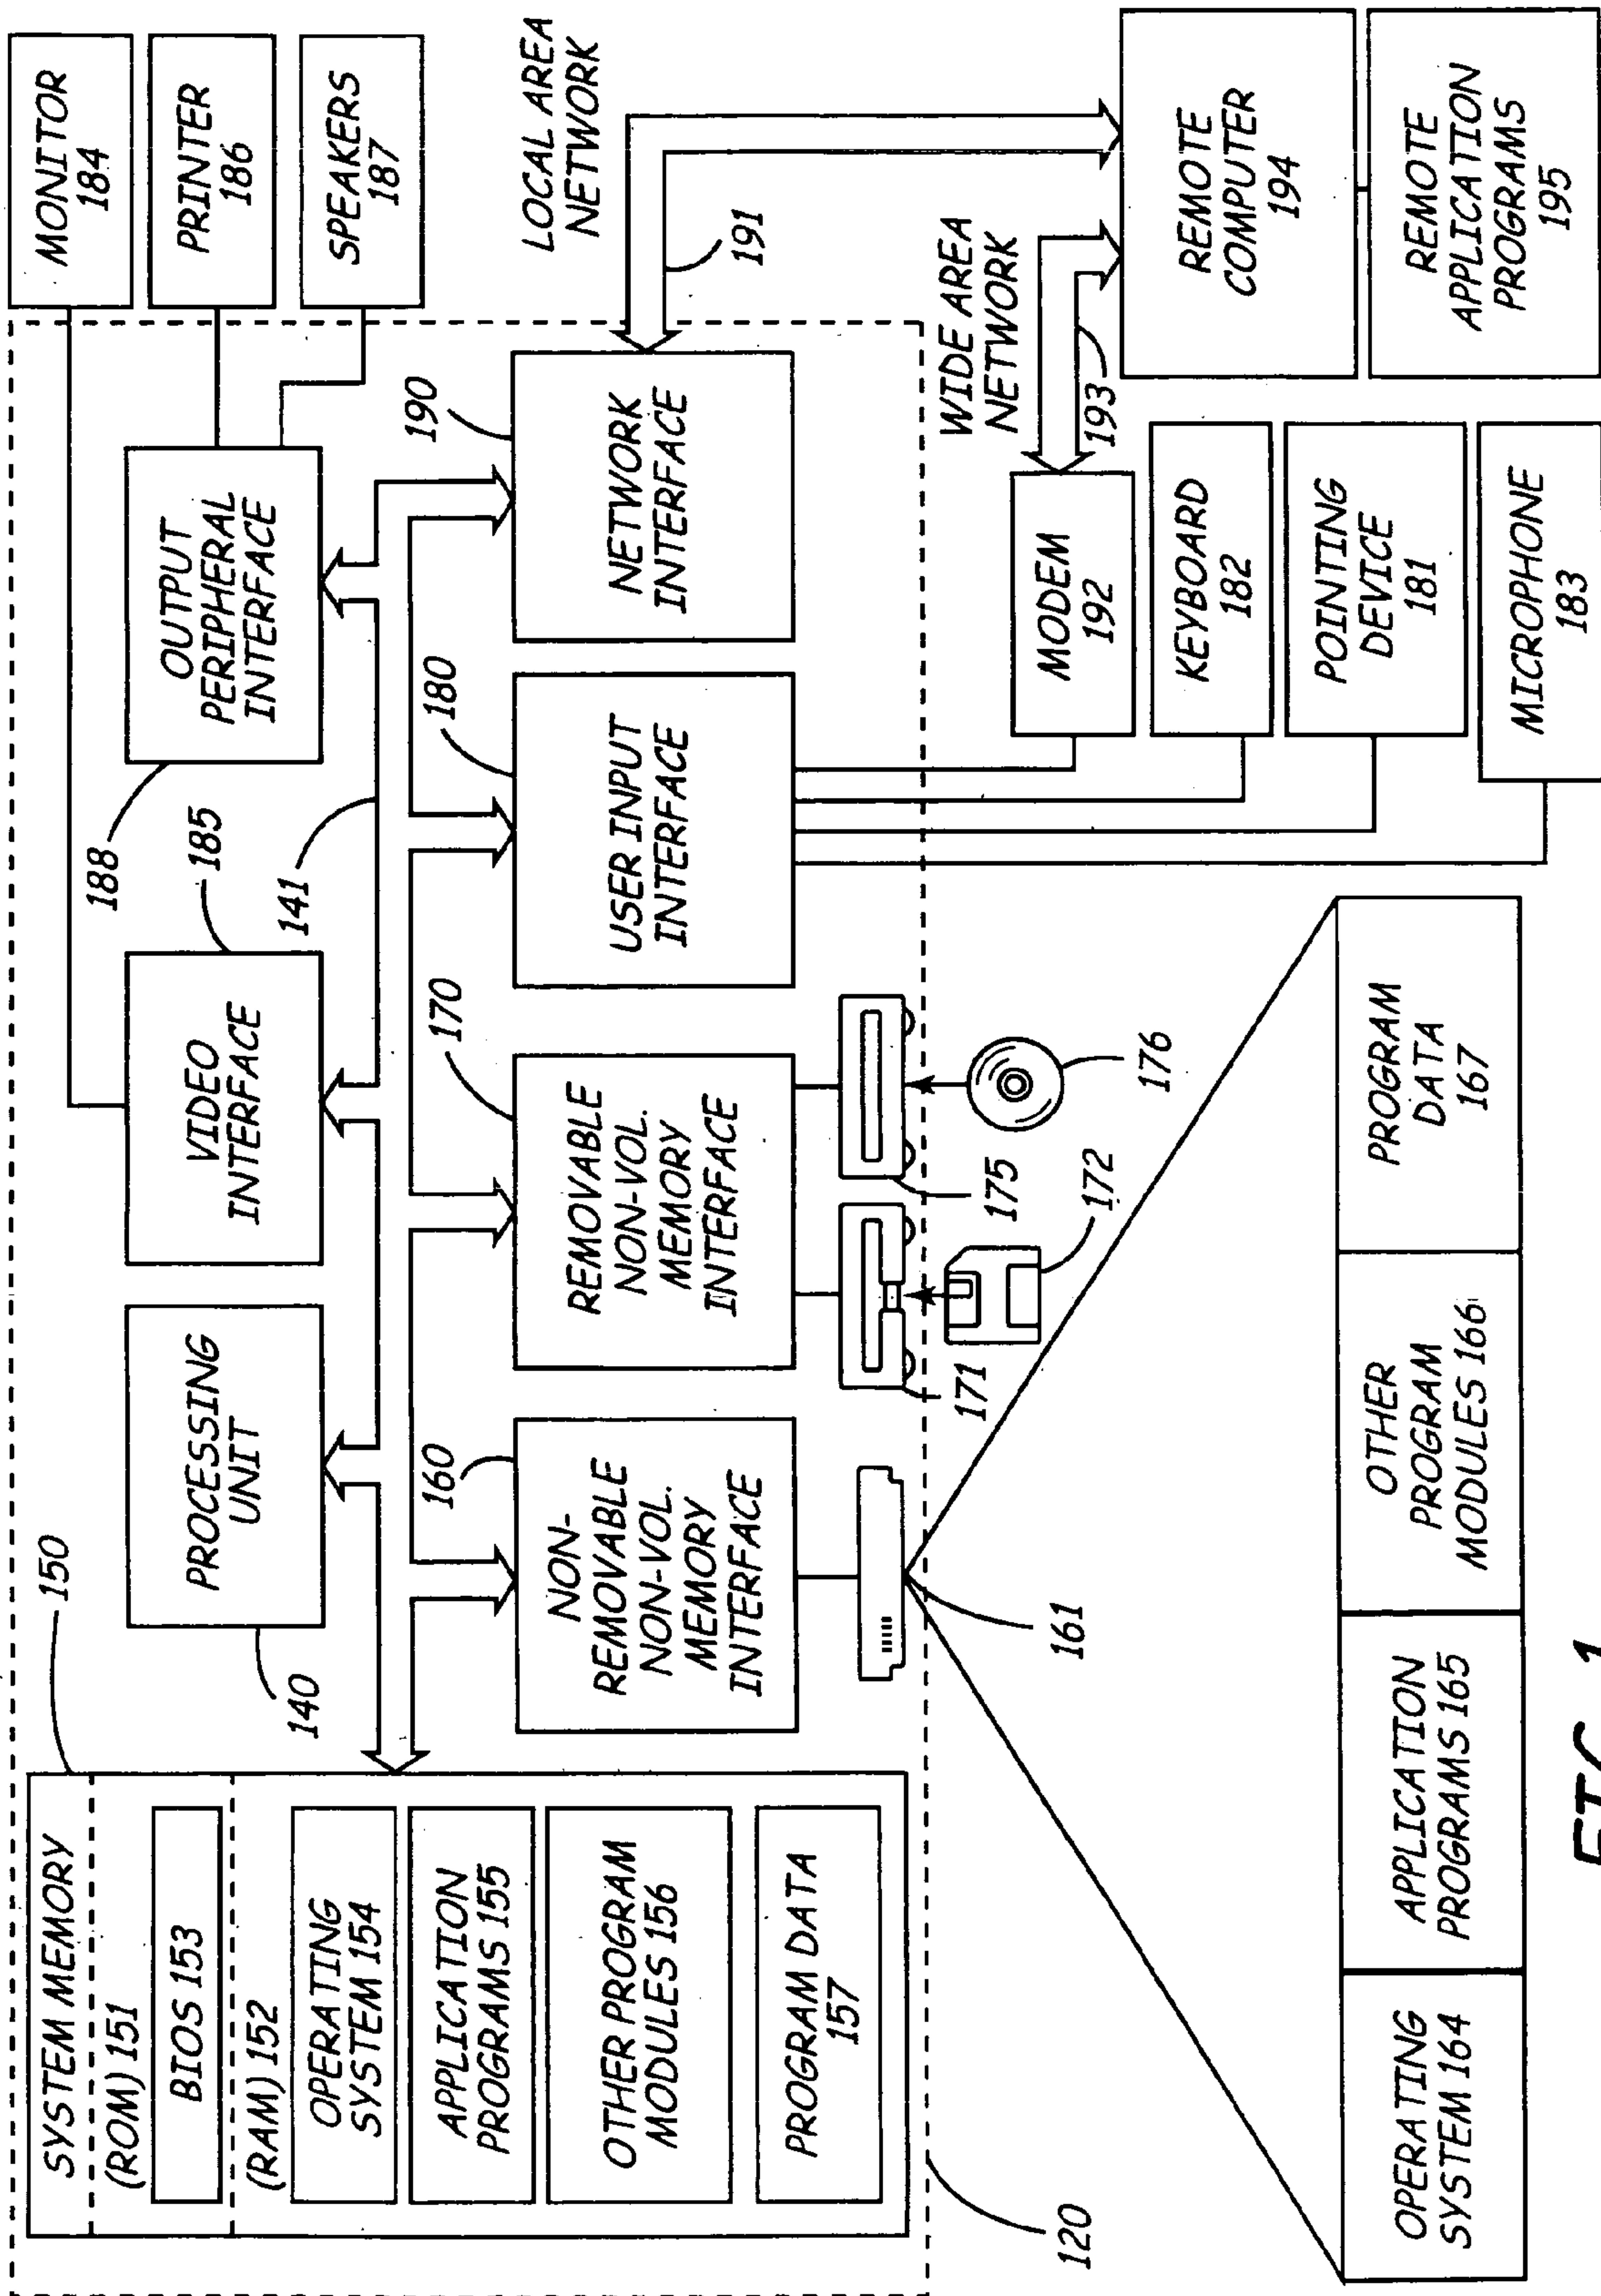 SYSTEM MEMORY
(ROM) 151
BIOS 153
(RAM) 152
OPERATING
SYSTEM 154
APPLICATION
PROGRAMS 155
OTHER PROGRAM
MODULES 156
PROGRAM DATA
157
150
PROCESSING
UNIT
140
VIDEO
INTERFACE
185
OUTPUT
PERIPHERAL
INTERFACE
188
141
MONITOR
184
PRINTER
186
SPEAKERS
187
NON-
REMOVABLE
NON-VOL.
MEMORY
INTERFACE
160
REMOVABLE
NON-VOL.
MEMORY
INTERFACE
170
USER INPUT
INTERFACE
180
NETWORK
INTERFACE
190
LOCAL AREA
NETWORK
191
WIDE AREA
NETWORK
193
161
171
172
175
176
120
MODEM
192
KEYBOARD
182
POINTING
DEVICE
181
MICROPHONE
183
REMOTE
COMPUTER
194
REMOTE
APPLICATION
PROGRAMS
195
OPERATING
SYSTEM 164
APPLICATION
PROGRAMS 165
OTHER
PROGRAM
MODULES 166
PROGRAM
DATA
167
FIG. 1